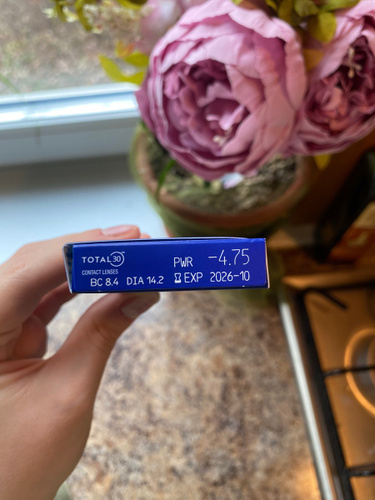 TOTAL30 PWR -4.75
CONTACT LENSES
BC 8.4 DIA 14.2 EXP 2026-10